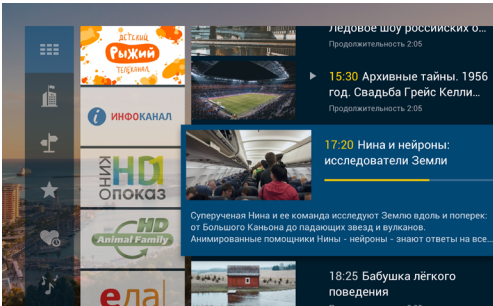 ДЕТСКИЙ
РЫЖИЙ
ТЕЛЕКАНАЛ
i ИНФОКАНАЛ
КИНО
HD
ПОКАЗ
HD
Animal Family
еда
Ледовое шоу российских о...
Продолжительность 2:05
15:30 Архивные тайны. 1956
год. Свадьба Грейс Келли...
Продолжительность 2:05
17:20 Нина и нейроны:
исследователи Земли
Суперученая Нина и ее команда исследуют Землю вдоль и поперек:
от Большого Каньона до падающих звезд и вулканов.
Анимированные помощники Нины - нейроны - знают ответы на все...
18:25 Бабушка лёгкого
поведения